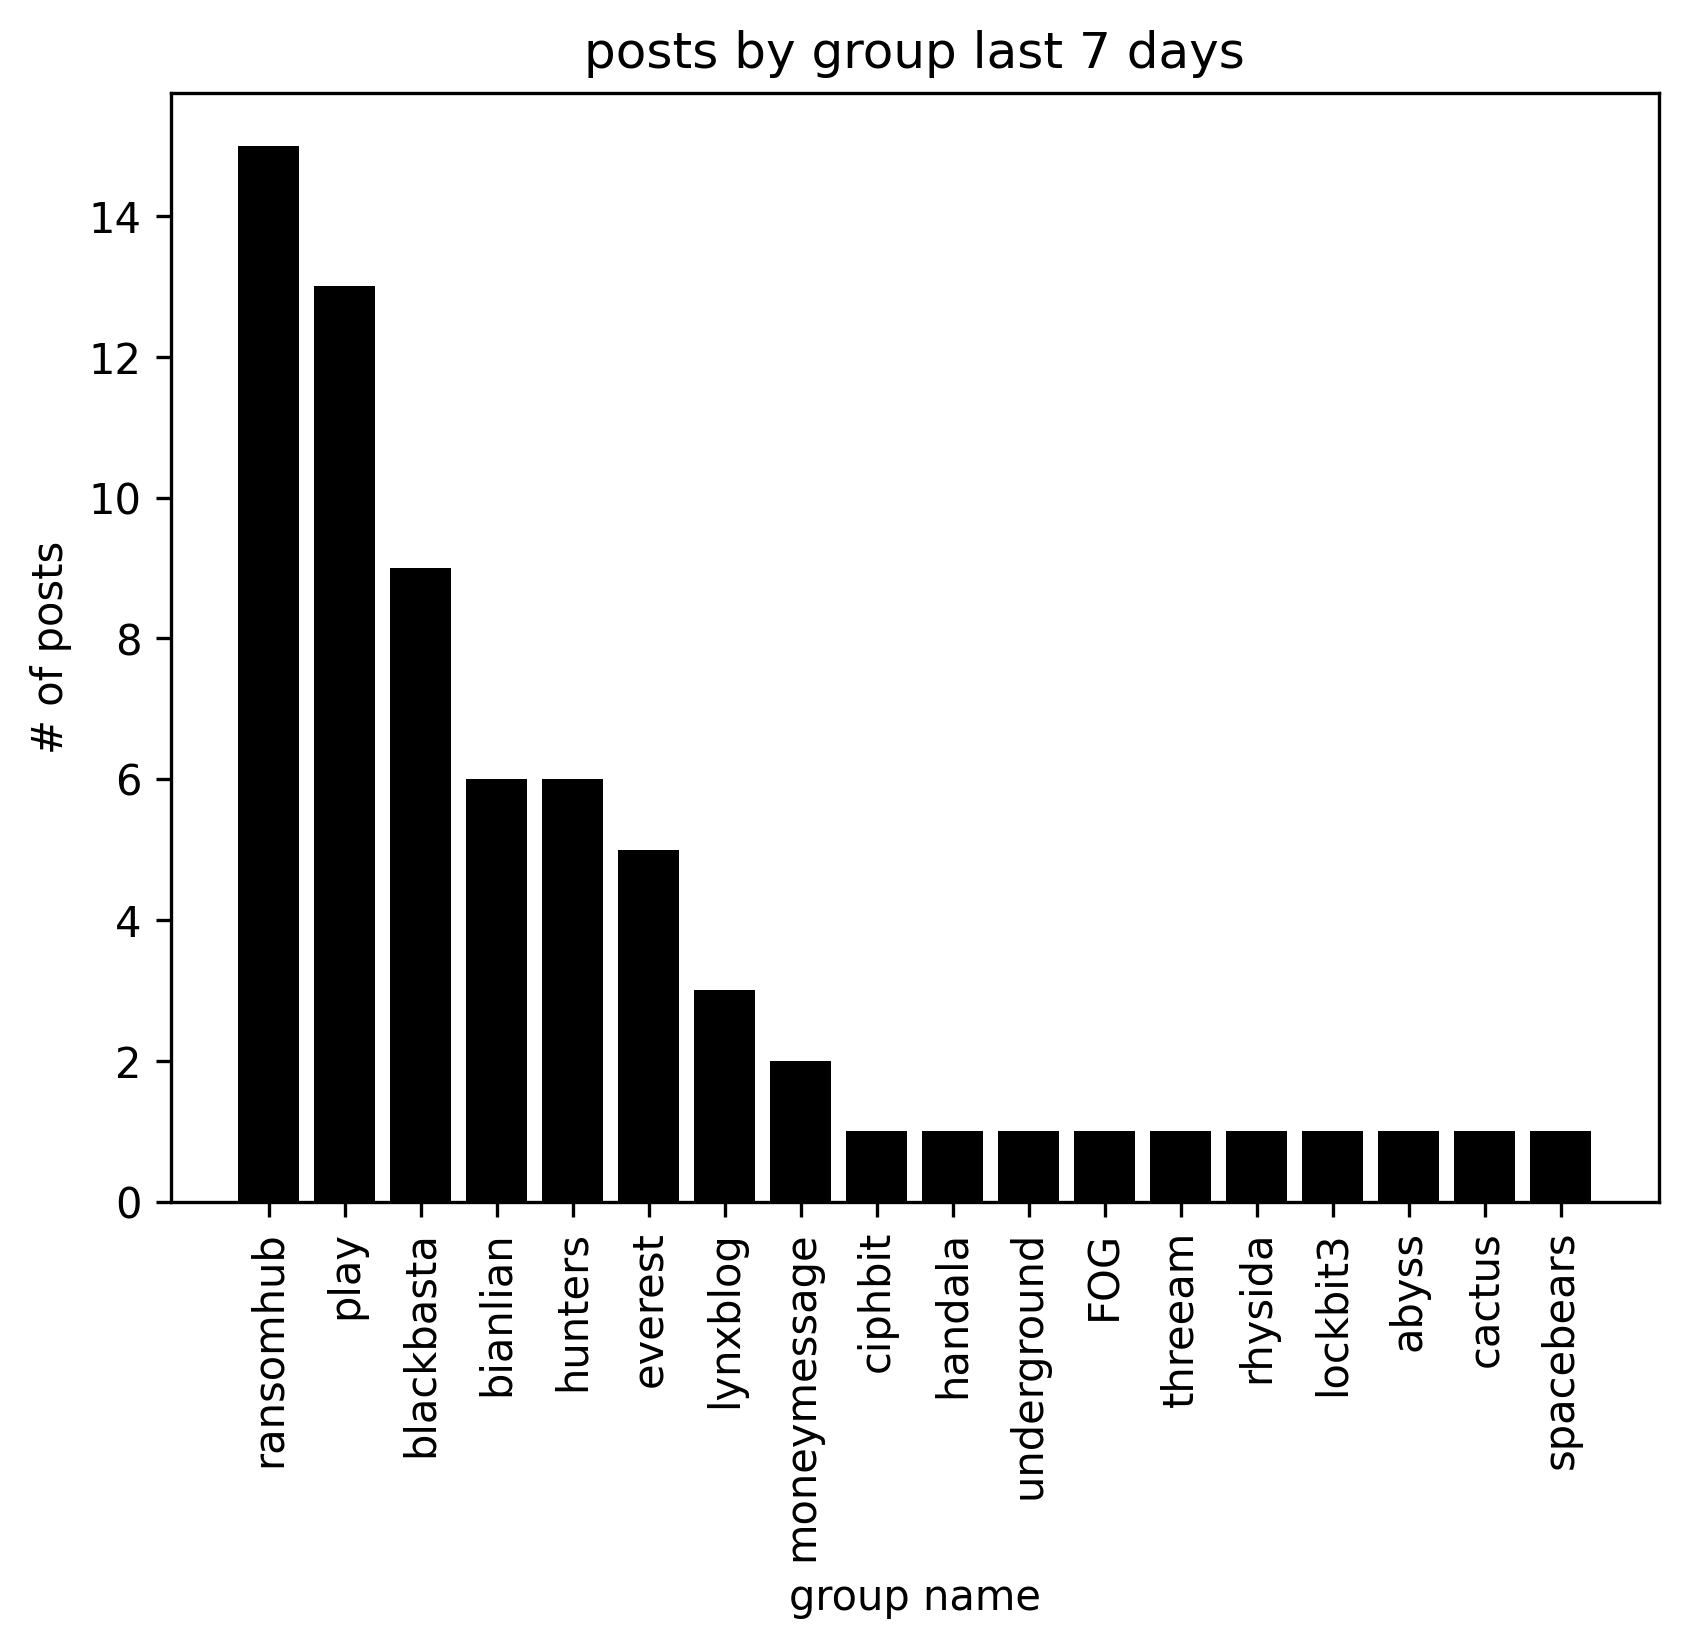 posts by group last 7 days
# of posts
14
12
10
8
6
4
2
0
ransomhub
play
blackbasta
bianlian
hunters
everest
lynxblog
moneymessage
ciphbit
handala
underground
FOG
threeam
rhysida
lockbit3
abyss
cactus
spacebears
group name